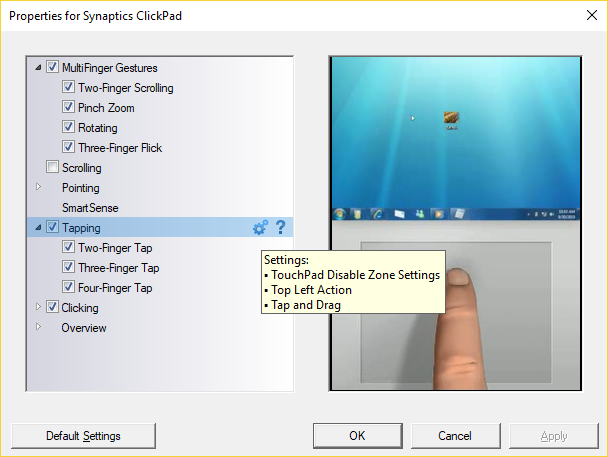 Properties for Synaptics ClickPad
MultiFinger Gestures
Two-Finger Scrolling
Pinch Zoom
Rotating
Three-Finger Flick
Scrolling
Pointing
SmartSense
Tapping
Two-Finger Tap
Three-Finger Tap
Four-Finger Tap
Clicking
Overview
Settings:
▪ TouchPad Disable Zone Settings
▪ Top Left Action
▪ Tap and Drag
Default Settings
OK
Cancel
Apply